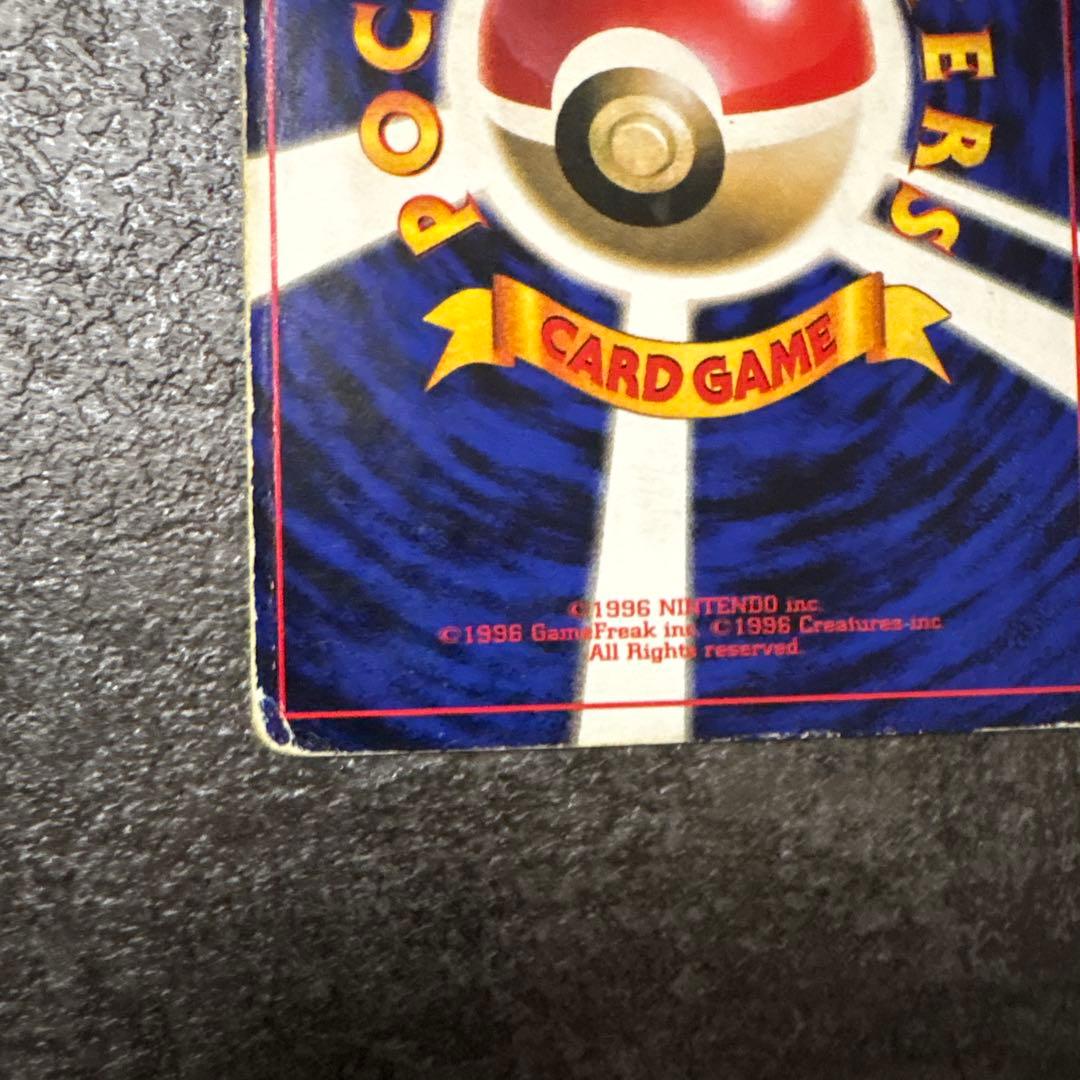 POC
ERS
CARD GAME
©1996 NINTENDO inc.
©1996 GameFreak inc. ©1996 Creatures-inc
All Rights reserved.